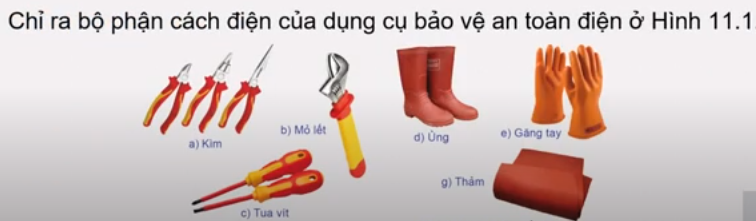 Chỉ ra bộ phận cách điện của dụng cụ bảo vệ an toàn điện ở Hình 11.1
a) Kìm
b) Mỏ lết
d) Ủng
e) Găng tay
c) Tua vít
g) Thảm